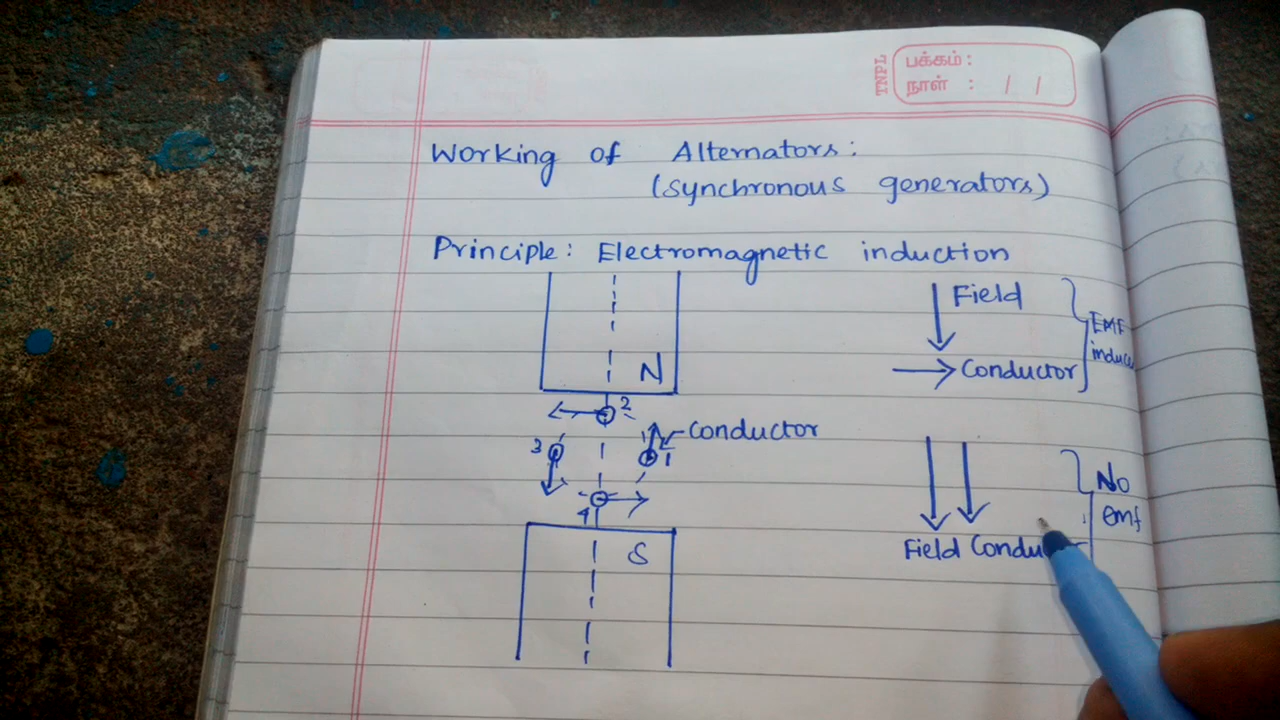 TNPL
பக்கம் :
நாள் : / /
Working of Alternators:
(synchronous generators)
Principle: Electromagnetic induction
Field
EMF
Conductor
N
2
Conductor
3
1
4
No
emf
S
Field